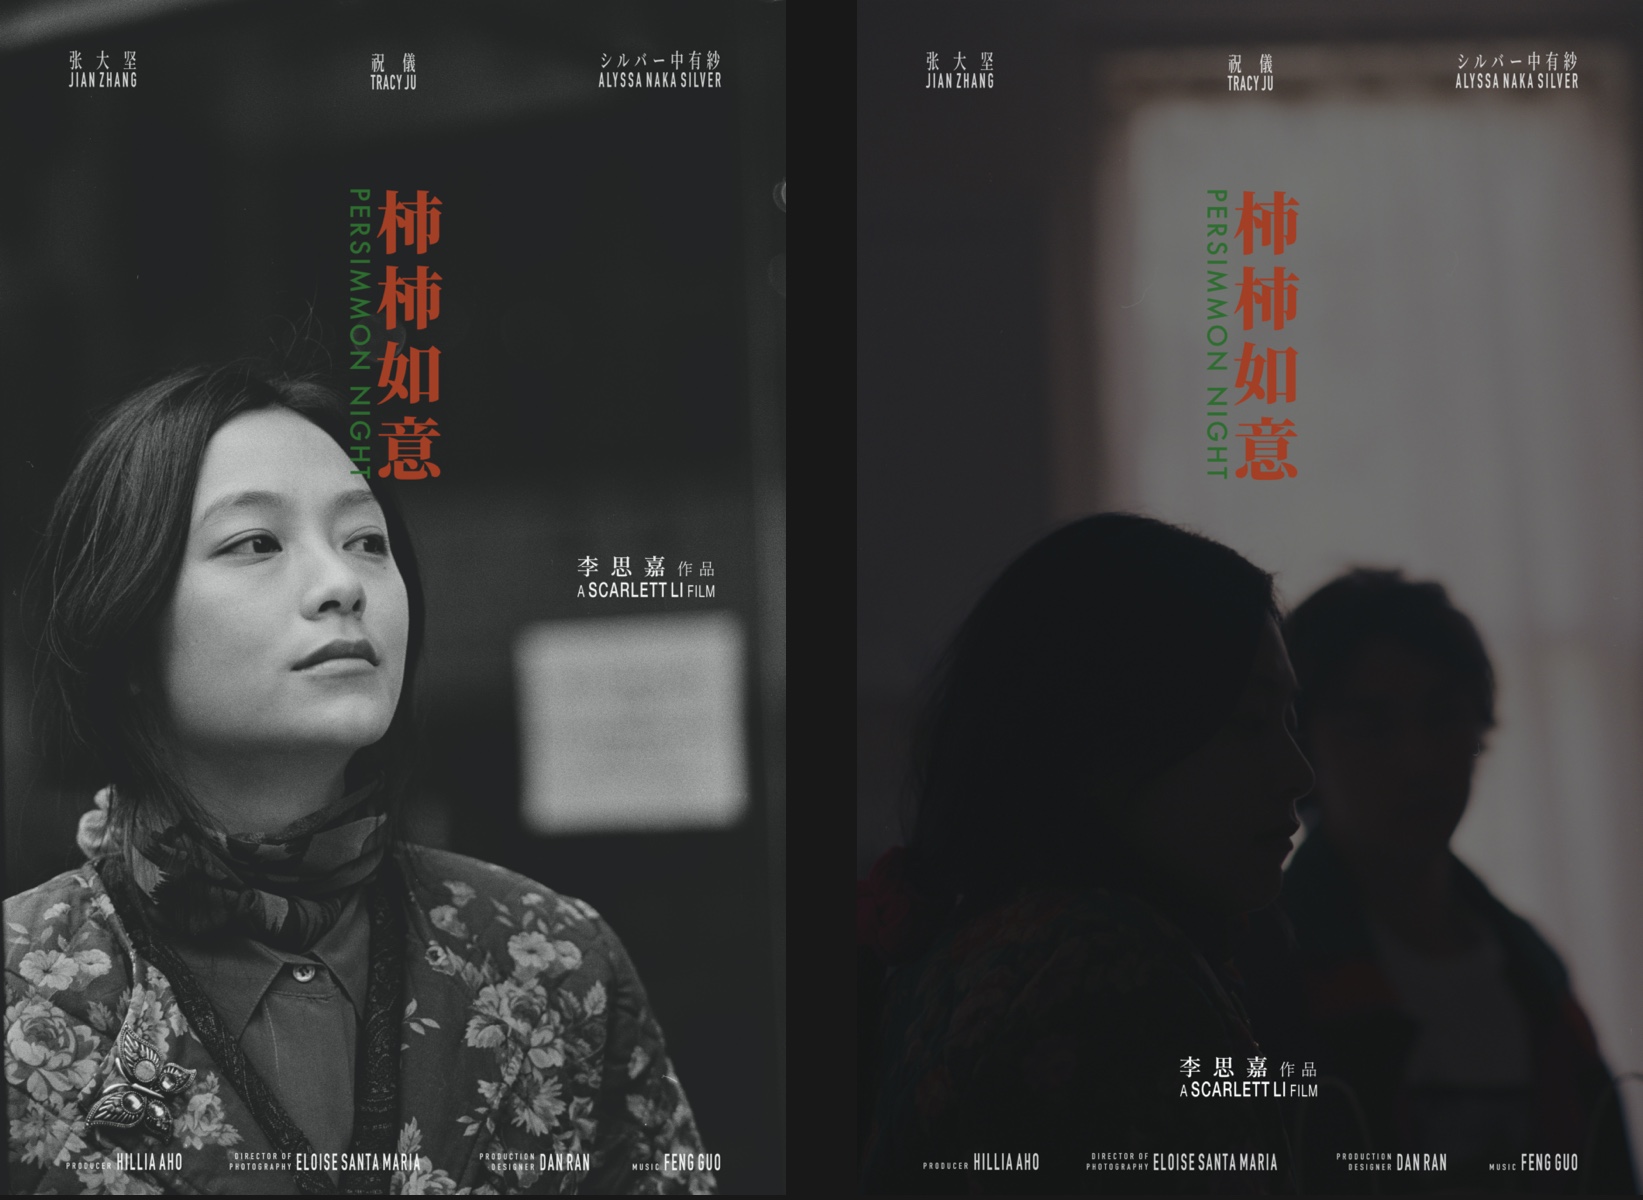 张大坚
JIAN ZHANG
祝儀
TRACY JU
シルバー中有紗
ALYSSA NAKA SILVER
柿柿如意
PERSIMMON NIGHT
李思嘉 作品
A SCARLETT LI FILM
PRODUCER HILLIA AHO
DIRECTOR OF PHOTOGRAPHY ELOISE SANTA MARIA
PRODUCTION DESIGNER DAN RAN
MUSIC FENG GUO
张大坚
JIAN ZHANG
祝儀
TRACY JU
シルバー中有紗
ALYSSA NAKA SILVER
柿柿如意
PERSIMMON NIGHT
李思嘉 作品
A SCARLETT LI FILM
PRODUCER HILLIA AHO
DIRECTOR OF PHOTOGRAPHY ELOISE SANTA MARIA
PRODUCTION DESIGNER DAN RAN
MUSIC FENG GUO